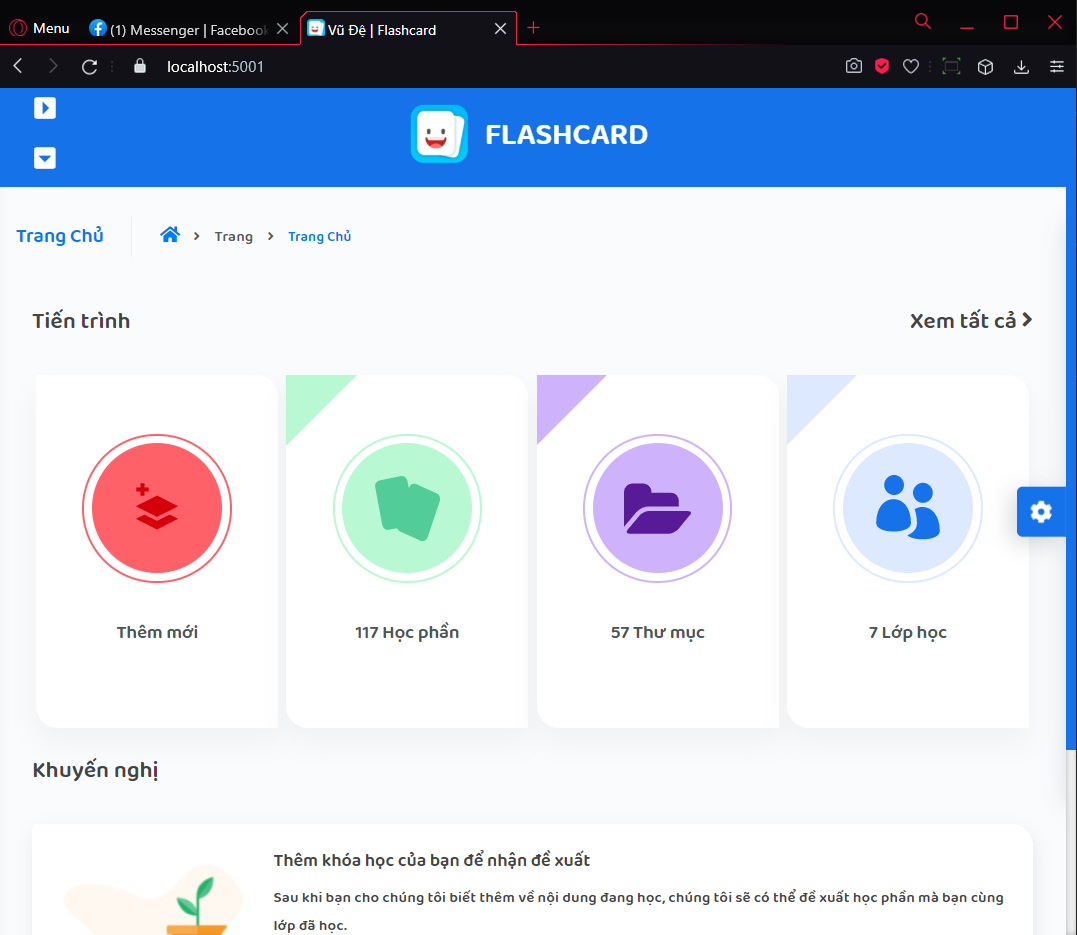 Menu
(1) Messenger | Facebook
Vũ Đệ | Flashcard
localhost:5001
FLASHCARD
Trang Chủ
Trang
Trang Chủ
Tiến trình
Xem tất cả
Thêm mới
117 Học phần
57 Thư mục
7 Lớp học
Khuyến nghị
Thêm khóa học của bạn để nhận đề xuất
Sau khi bạn cho chúng tôi biết thêm về nội dung đang học, chúng tôi sẽ có thể đề xuất học phần mà bạn cùng
lớp đã học.